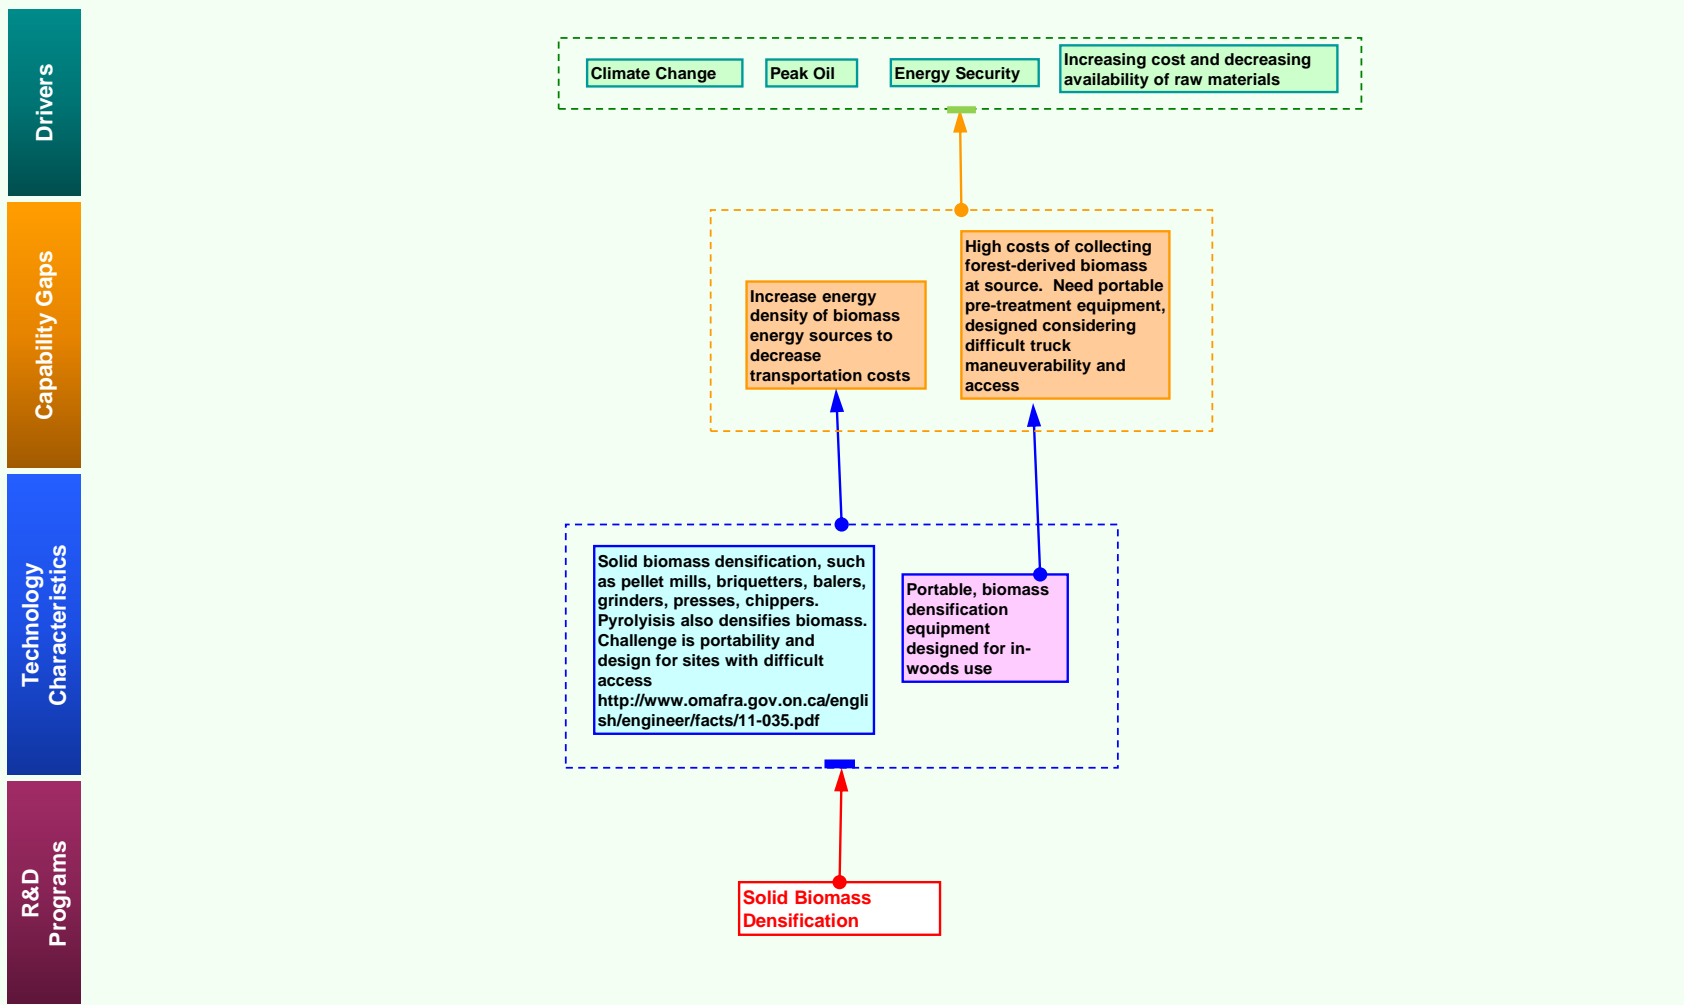 Drivers
Climate Change
Peak Oil
Energy Security
Increasing cost and decreasing
availability of raw materials
Capability Gaps
Increase energy
density of biomass
energy sources to
decrease
transportation costs
High costs of collecting
forest-derived biomass
at source.  Need portable
pre-treatment equipment,
designed considering
difficult truck
maneuverability and
access
Technology
Characteristics
Solid biomass densification, such
as pellet mills, briquetters, balers,
grinders, presses, chippers.
Pyrolyisis also densifies biomass.
Challenge is portability and
design for sites with difficult
access
http://www.omafra.gov.on.ca/engli
sh/engineer/facts/11-035.pdf
Portable, biomass
densification
equipment
designed for in-
woods use
R&D
Programs
Solid Biomass
Densification